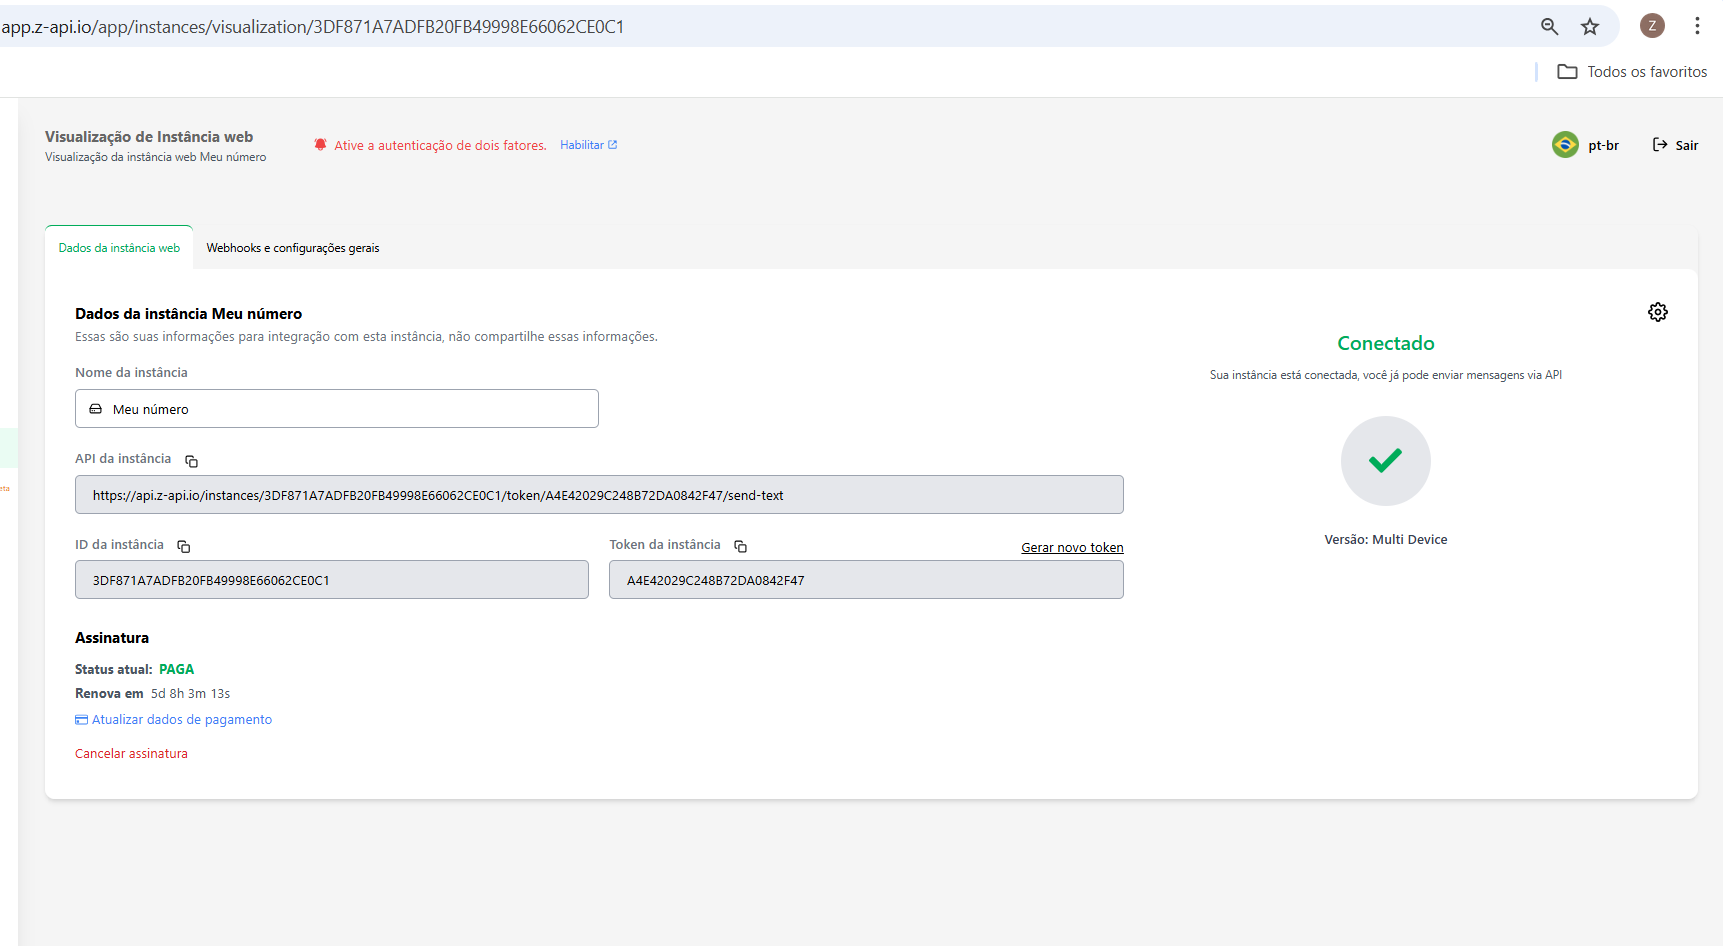 app.z-api.io/app/instances/visualization/3DF871A7ADFB20FB49998E66062CE0C1
Z
Todos os favoritos
Visualização de Instância web
Visualização da instância web Meu número
Ative a autenticação de dois fatores. Habilitar
pt-br
Sair
Dados da instância web
Webhooks e configurações gerais
Dados da instância Meu número
Essas são suas informações para integração com esta instância, não compartilhe essas informações.
Nome da instância
Meu número
API da instância
https://api.z-api.io/instances/3DF871A7ADFB20FB49998E66062CE0C1/token/A4E42029C248B72DA0842F47/send-text
ID da instância
3DF871A7ADFB20FB49998E66062CE0C1
Token da instância
Gerar novo token
A4E42029C248B72DA0842F47
Assinatura
Status atual: PAGA
Renova em 5d 8h 3m 13s
Atualizar dados de pagamento
Cancelar assinatura
Conectado
Sua instância está conectada, você já pode enviar mensagens via API
Versão: Multi Device